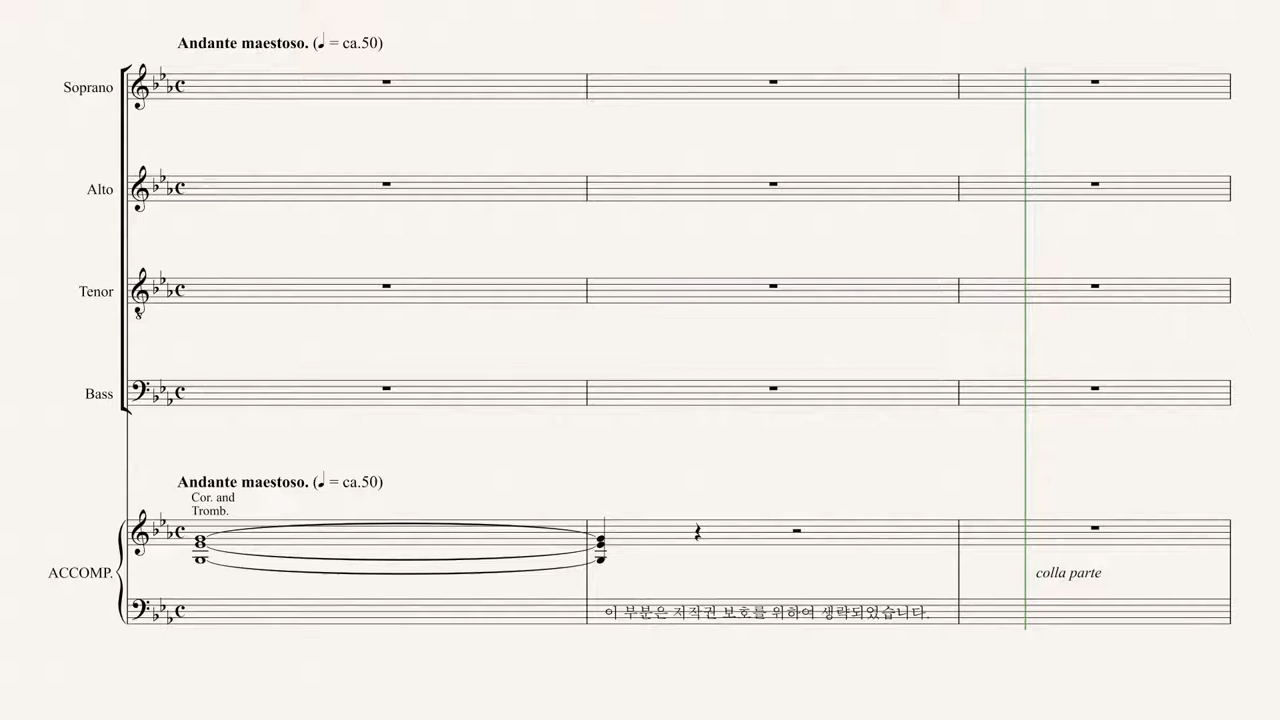 Andante maestoso. (♩ = ca.50)
Soprano
Alto
Tenor
Bass
Andante maestoso. (♩ = ca.50)
Cor. and
Tromb.
ACCOMP.
colla parte
이 부분은 저작권 보호를 위하여 생략되었습니다.